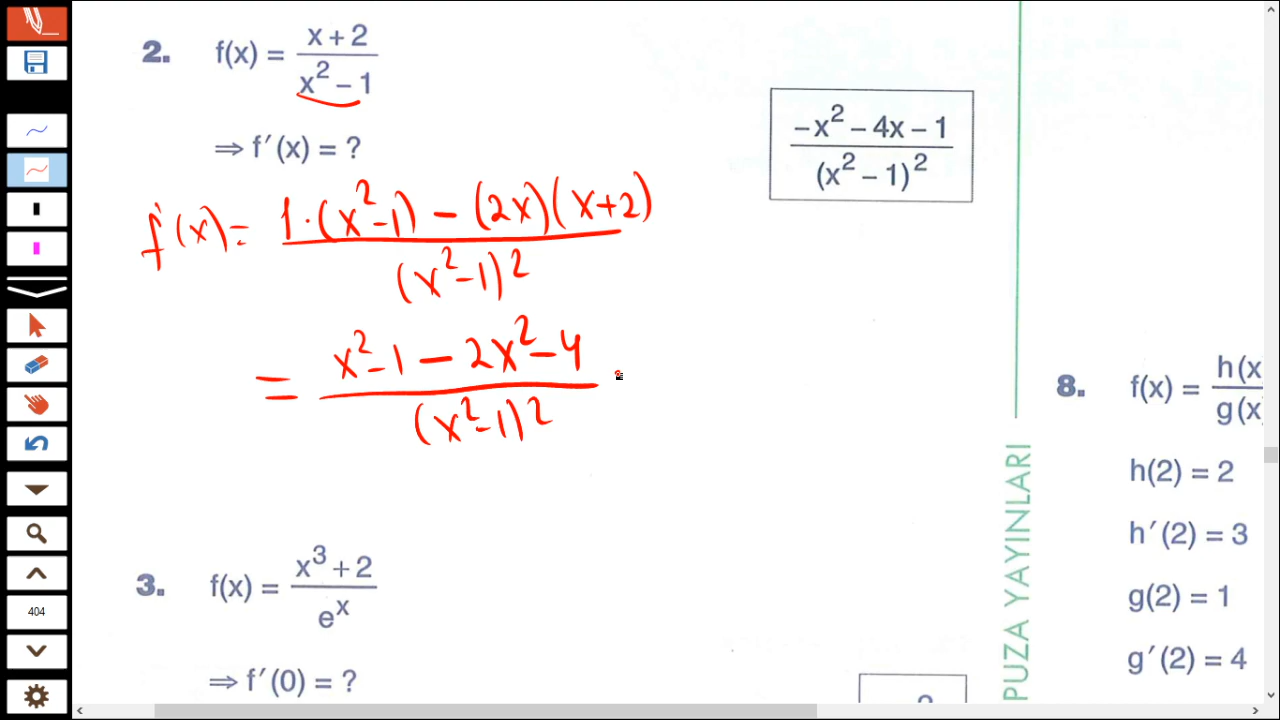 2. f(x) = (x + 2)/(x² − 1)
⇒ f′(x) = ?
(−x² − 4x − 1)/(x² − 1)²
f′(x) = (1·(x²−1) − (2x)(x+2))/(x²−1)²
= (x²−1 − 2x²−4)/(x²−1)²
3. f(x) = (x³ + 2)/eˣ
⇒ f′(0) = ?
PUZA YAYINLARI
8. f(x) = h(x/g(x
h(2) = 2
h′(2) = 3
g(2) = 1
g′(2) = 4
404